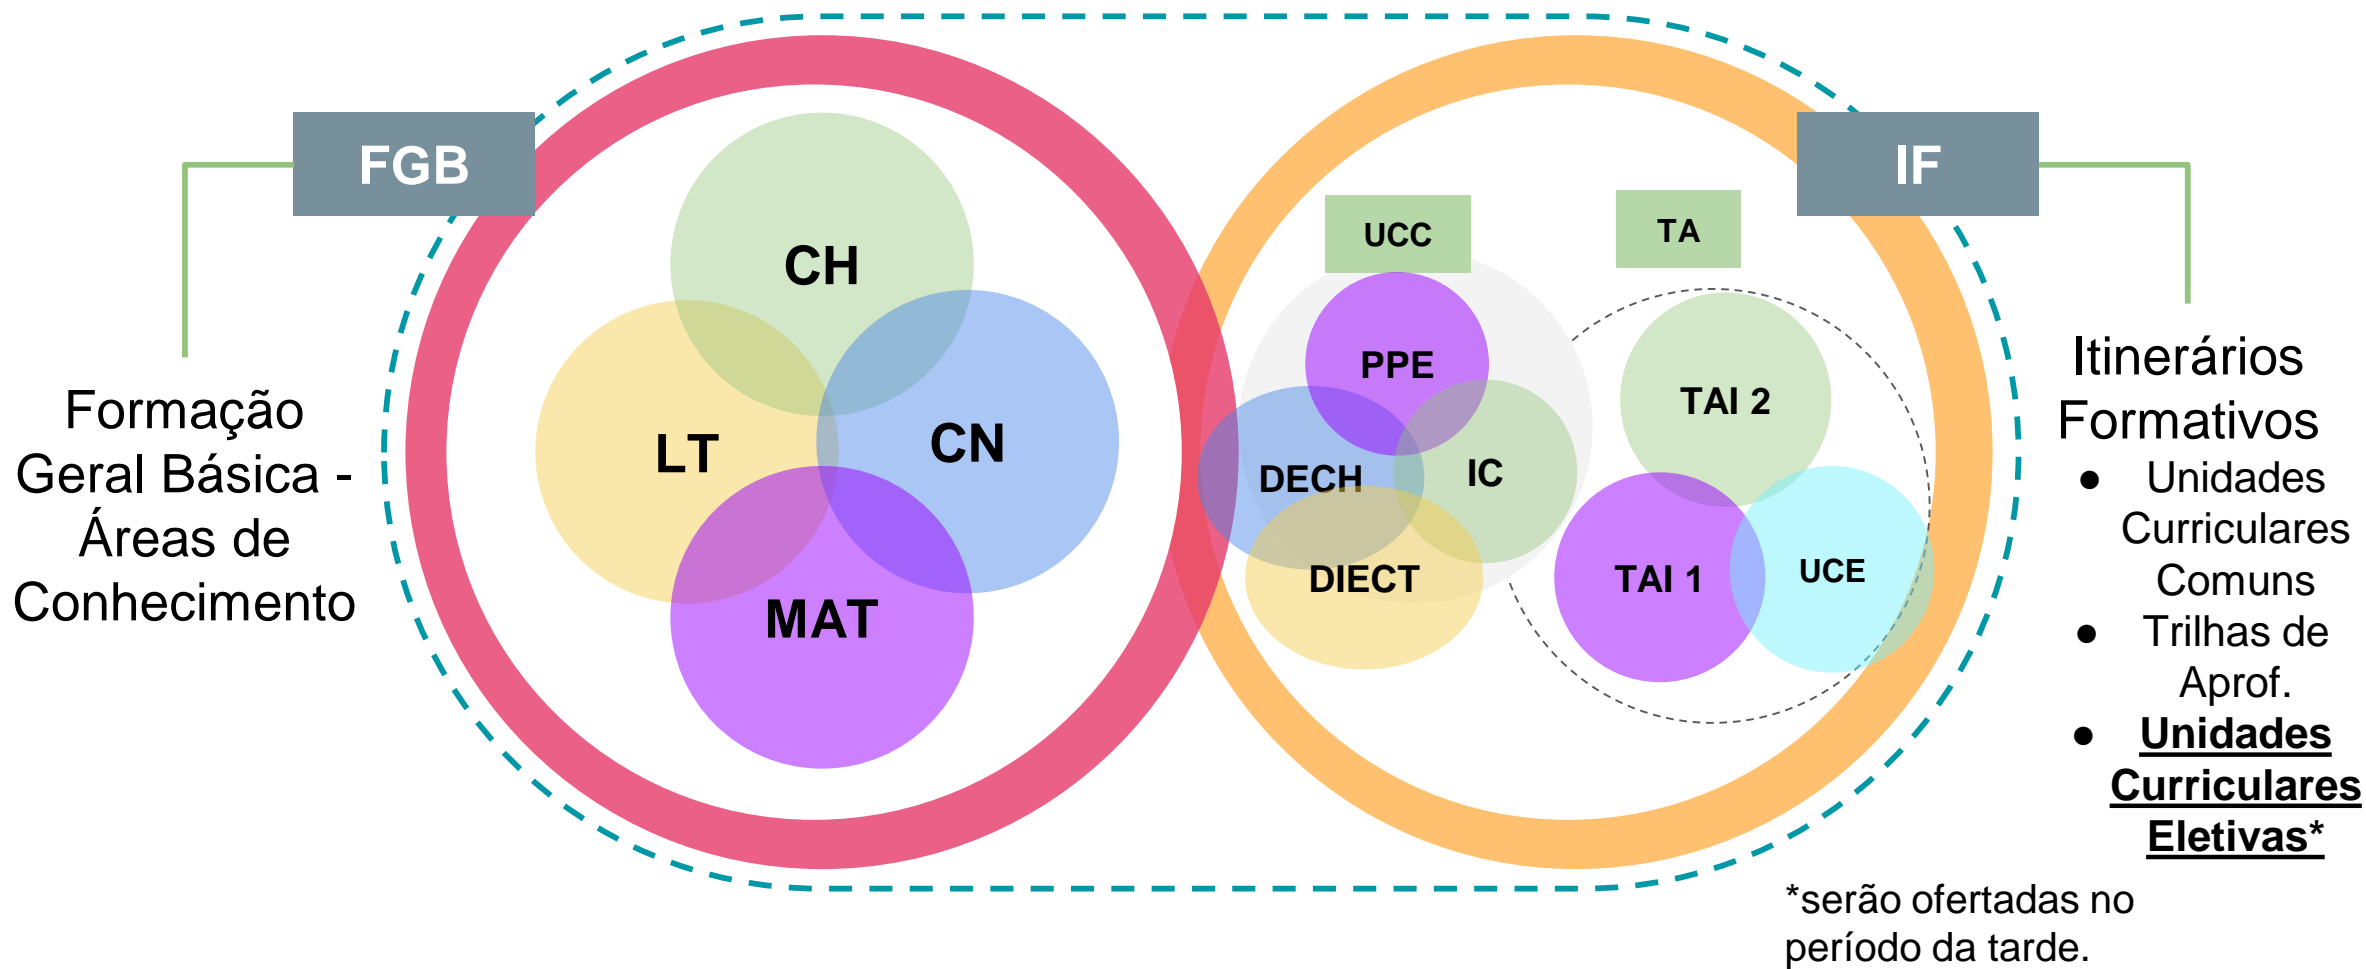 FGB
Formação
Geral Básica -
Áreas de
Conhecimento
CH
LT
CN
MAT
UCC
TA
PPE
DECH
IC
DIECT
TAI 2
TAI 1
UCE
IF
Itinerários
Formativos
● Unidades
Curriculares
Comuns
● Trilhas de
Aprof.
● Unidades
Curriculares
Eletivas*
*serão ofertadas no
período da tarde.